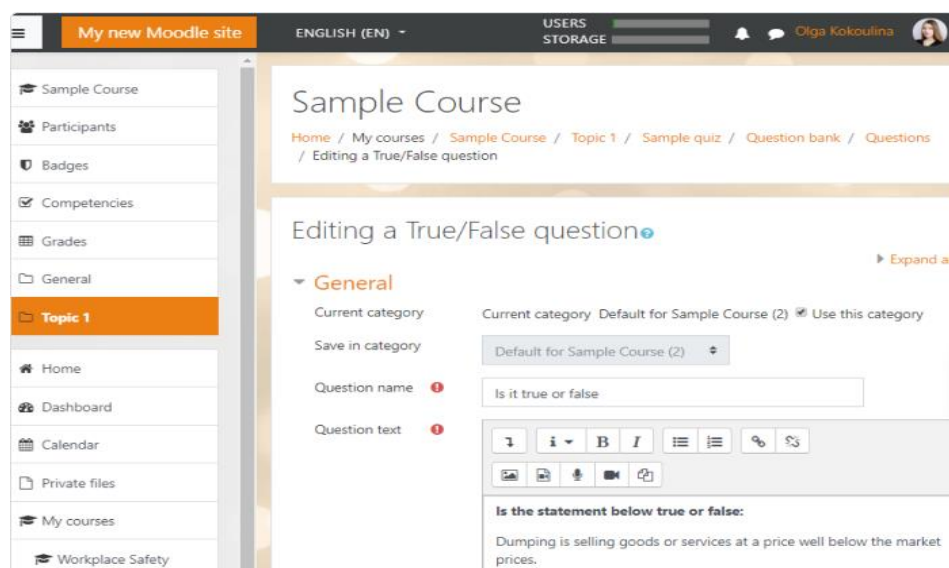 My new Moodle site
ENGLISH (EN)
USERS
STORAGE
Olga Kokoulina
Sample Course
Participants
Badges
Competencies
Grades
General
Topic 1
Home
Dashboard
Calendar
Private files
My courses
Workplace Safety
Sample Course
Home / My courses / Sample Course / Topic 1 / Sample quiz / Question bank / Questions
/ Editing a True/False question
Editing a True/False question
Expand a
General
Current category Current category Default for Sample Course (2) Use this category
Save in category Default for Sample Course (2)
Question name Is it true or false
Question text
B I
Is the statement below true or false:
Dumping is selling goods or services at a price well below the market
prices.